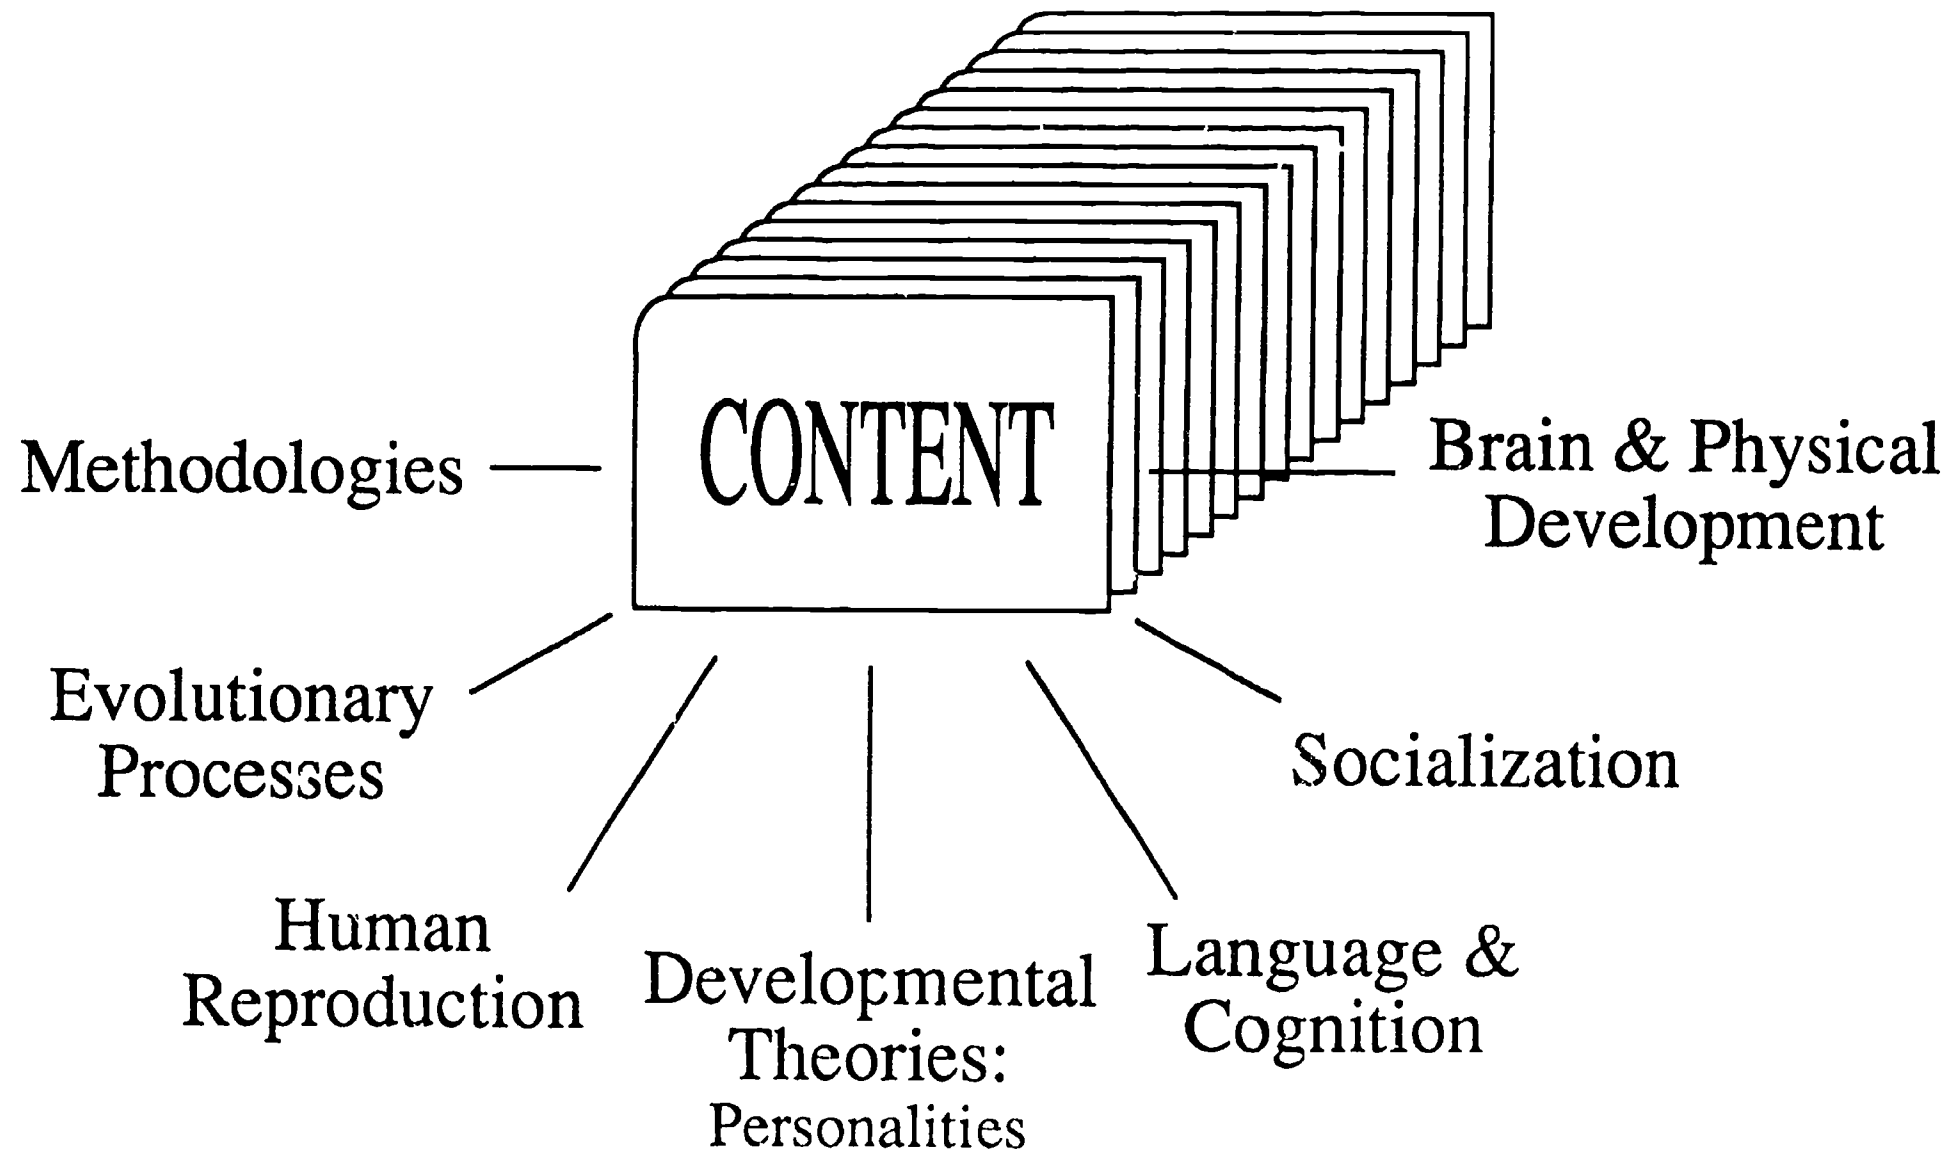 CONTENT
Methodologies
Brain & Physical
Development
Evolutionary
Processes
Socialization
Human
Reproduction
Developmental
Theories:
Personalities
Language &
Cognition